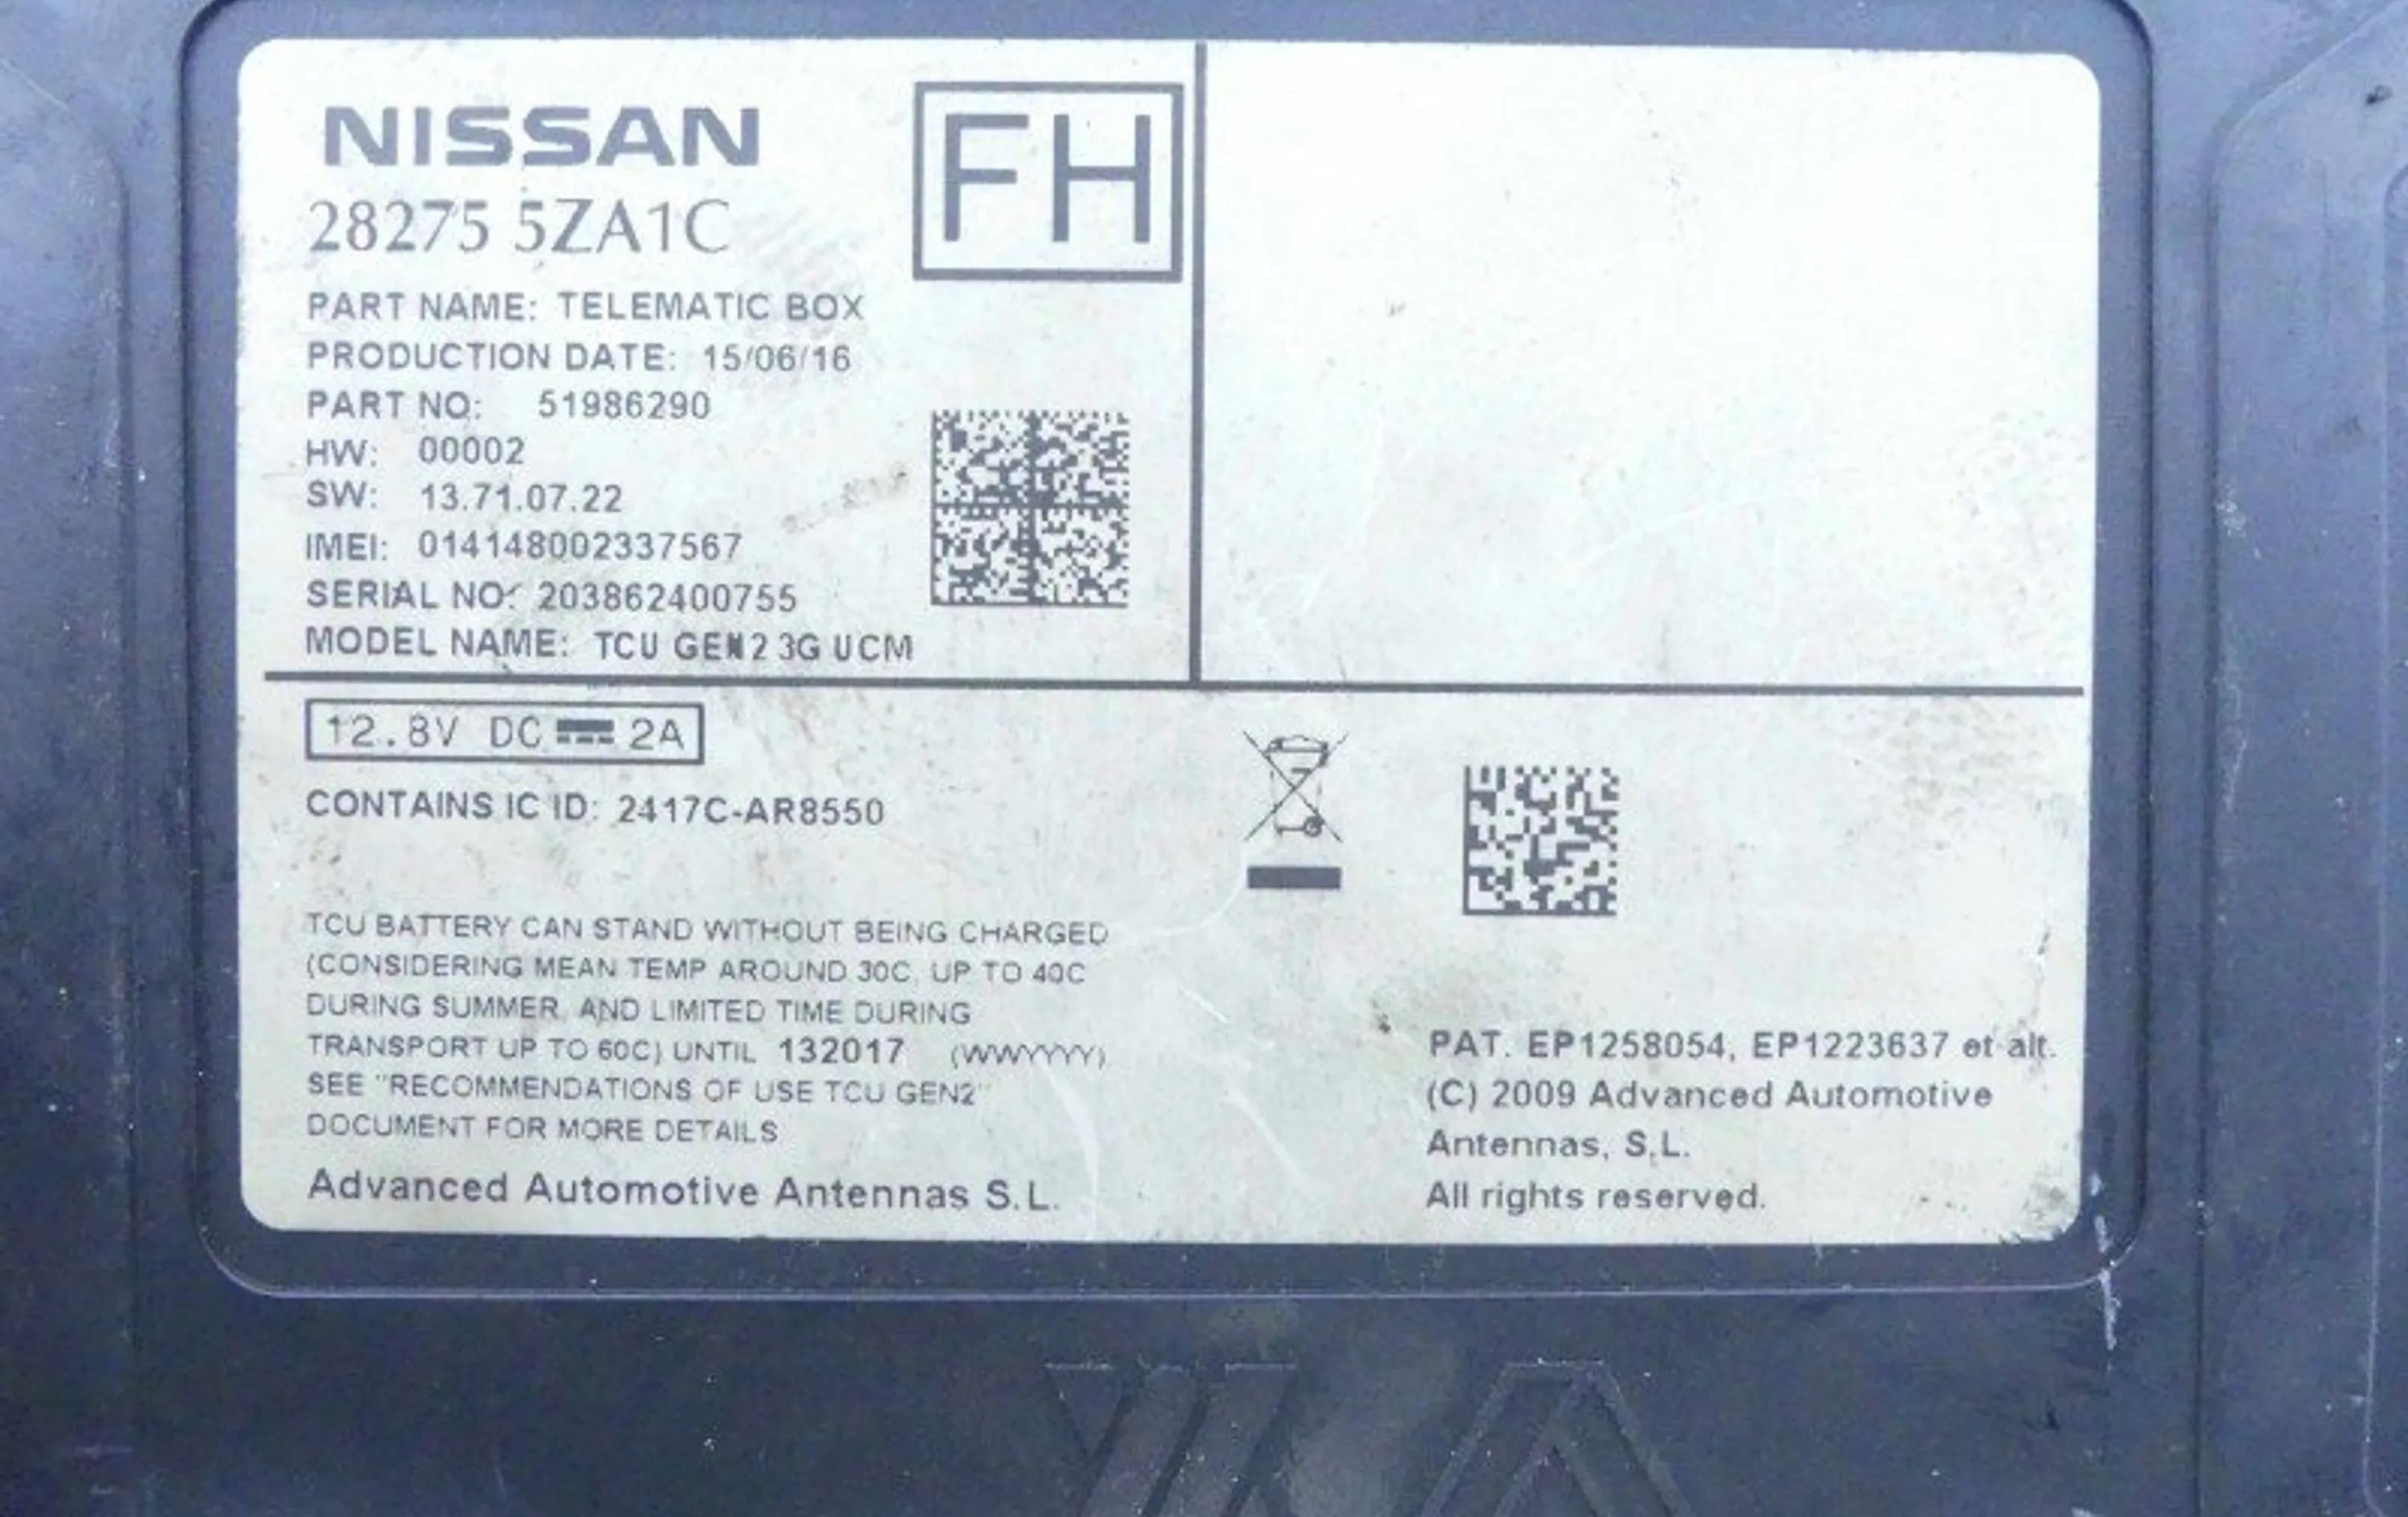 NISSAN
FH
28275 5ZA1C
PART NAME: TELEMATIC BOX
PRODUCTION DATE: 15/06/16
PART NO: 51986290
HW: 00002
SW: 13.71.07.22
IMEI: 014148002337567
SERIAL NO: 203862400755
MODEL NAME: TCU GEN2 3G UCM
12.8V DC 2A
CONTAINS IC ID: 2417C-AR8550
TCU BATTERY CAN STAND WITHOUT BEING CHARGED
(CONSIDERING MEAN TEMP AROUND 30C, UP TO 40C
DURING SUMMER, AND LIMITED TIME DURING
TRANSPORT UP TO 60C) UNTIL 132017 (WWYYYY).
SEE "RECOMMENDATIONS OF USE TCU GEN2"
DOCUMENT FOR MORE DETAILS
Advanced Automotive Antennas S.L.
PAT. EP1258054, EP1223637 et alt.
(C) 2009 Advanced Automotive
Antennas, S.L.
All rights reserved.